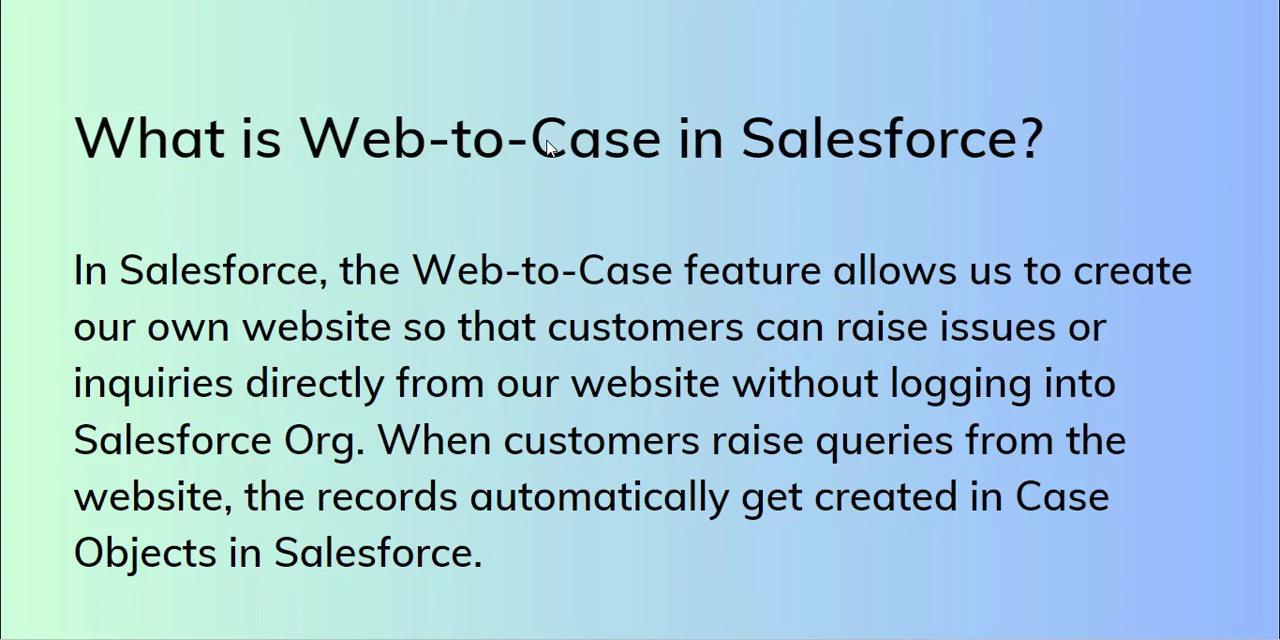 What is Web-to-Case in Salesforce?
In Salesforce, the Web-to-Case feature allows us to create
our own website so that customers can raise issues or
inquiries directly from our website without logging into
Salesforce Org. When customers raise queries from the
website, the records automatically get created in Case
Objects in Salesforce.